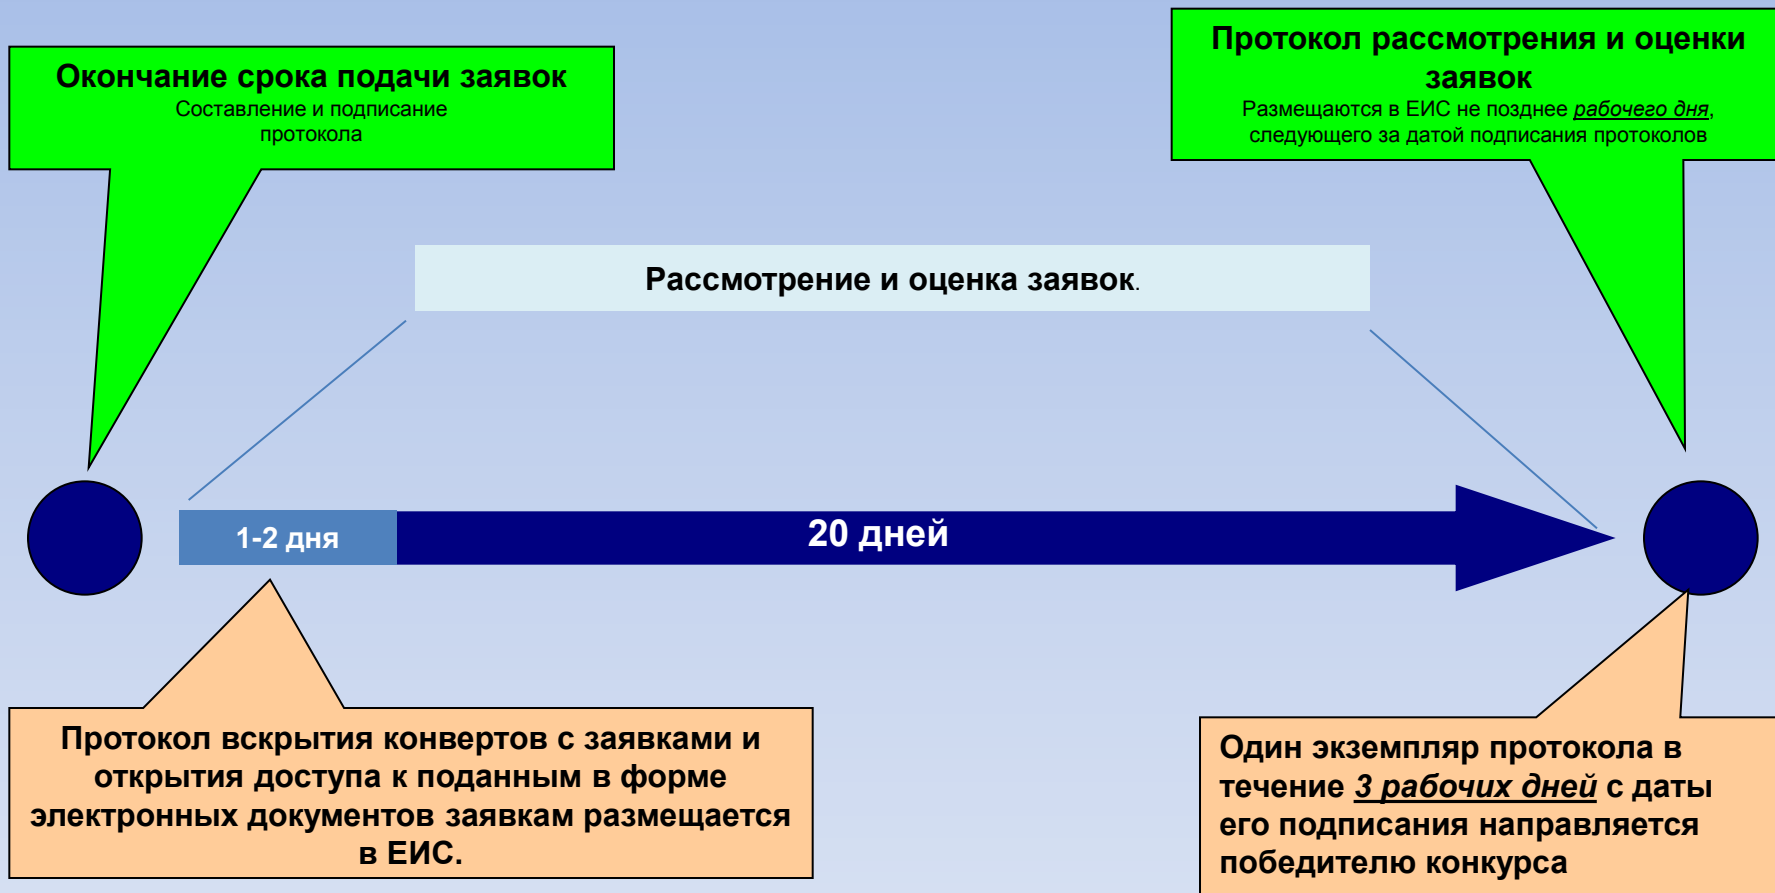 Окончание срока подачи заявок
Составление и подписание
протокола
Протокол рассмотрения и оценки
заявок
Размещаются в ЕИС не позднее рабочего дня,
следующего за датой подписания протоколов
Рассмотрение и оценка заявок.
1-2 дня
20 дней
Протокол вскрытия конвертов с заявками и
открытия доступа к поданным в форме
электронных документов заявкам размещается
в ЕИС.
Один экземпляр протокола в
течение 3 рабочих дней с даты
его подписания направляется
победителю конкурса